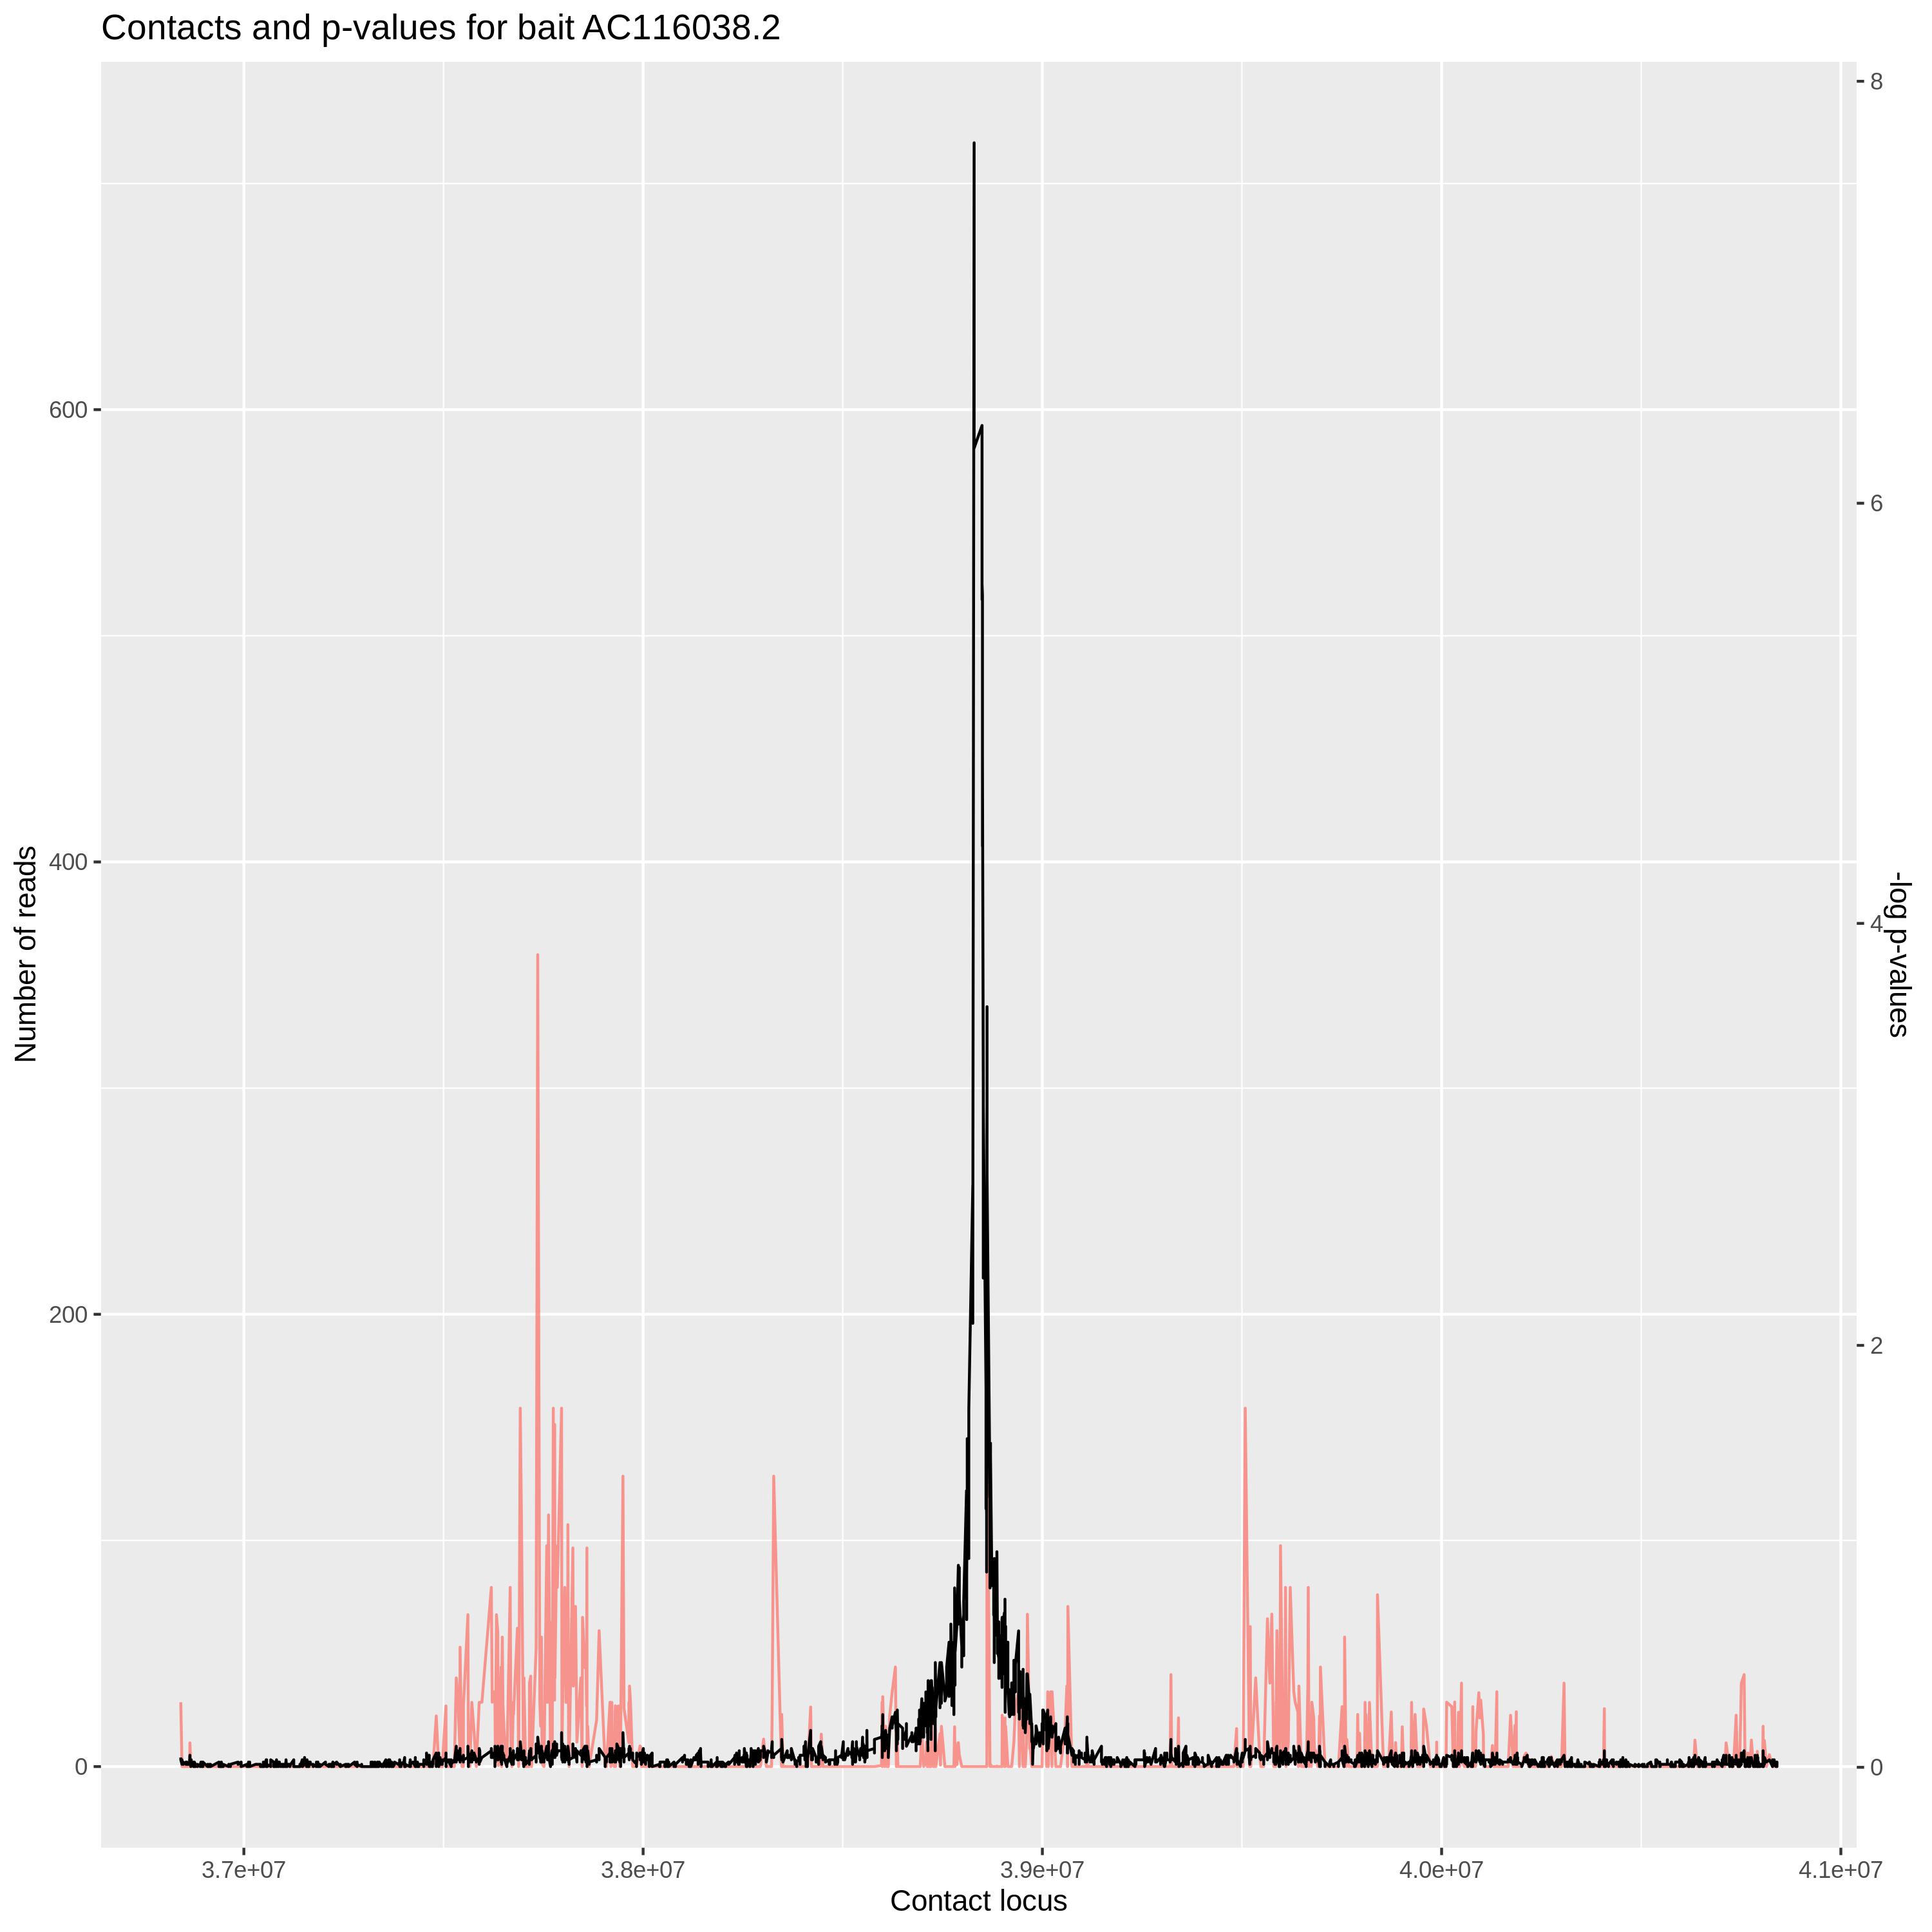 Contacts and p-values for bait AC116038.2
Number of reads
600
400
200
0
8
6
4
2
0
-log p-values
3.7e+07
3.8e+07
3.9e+07
4.0e+07
4.1e+07
Contact locus